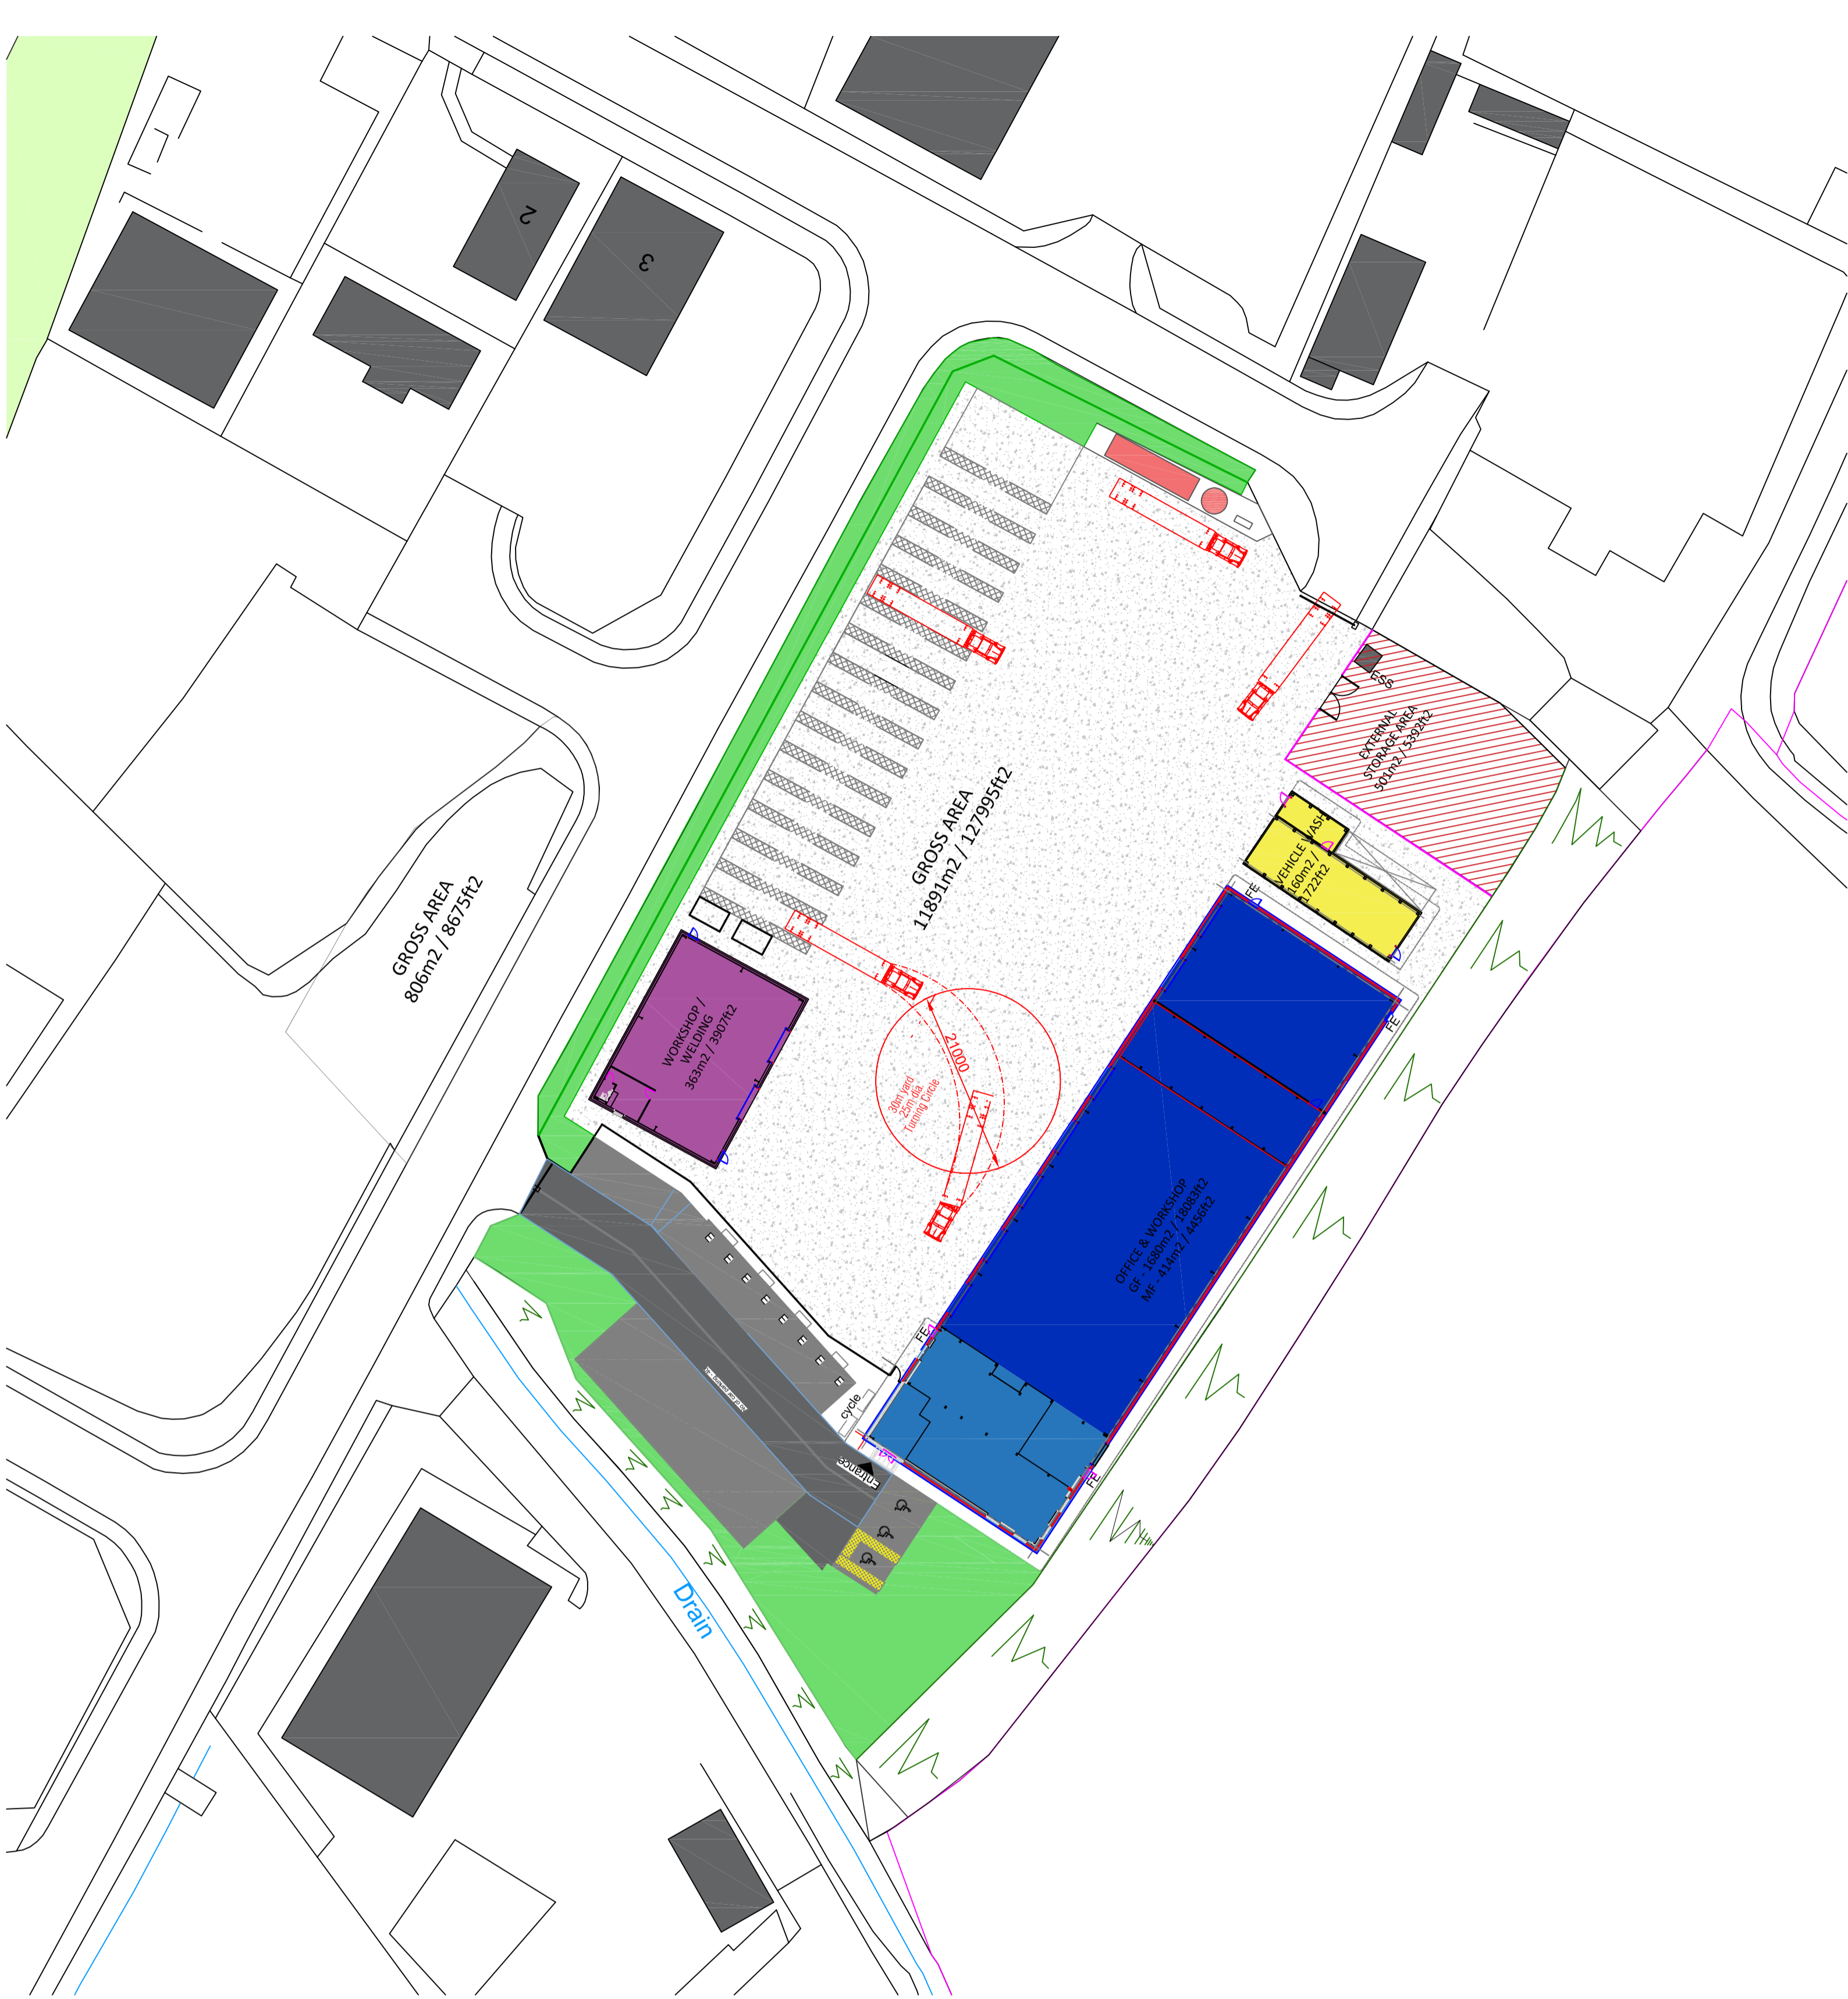 2
3
ESS
EXTERNAL
STORAGE AREA
501m2 / 5392ft2
GROSS AREA
11891m2 / 127995ft2
VEHICLE WASH
160m2 /
1722ft2
FE
FE
GROSS AREA
806m2 / 8675ft2
WORKSHOP /
WELDING
363m2 / 3907ft2
21000
30m yard
-25m dia.
Turning Circle
OFFICE & WORKSHOP
GF - 1680m2 / 18083ft2
MF - 414m2 / 4456ft2
FE
cycle
Entrance
FE
Drain